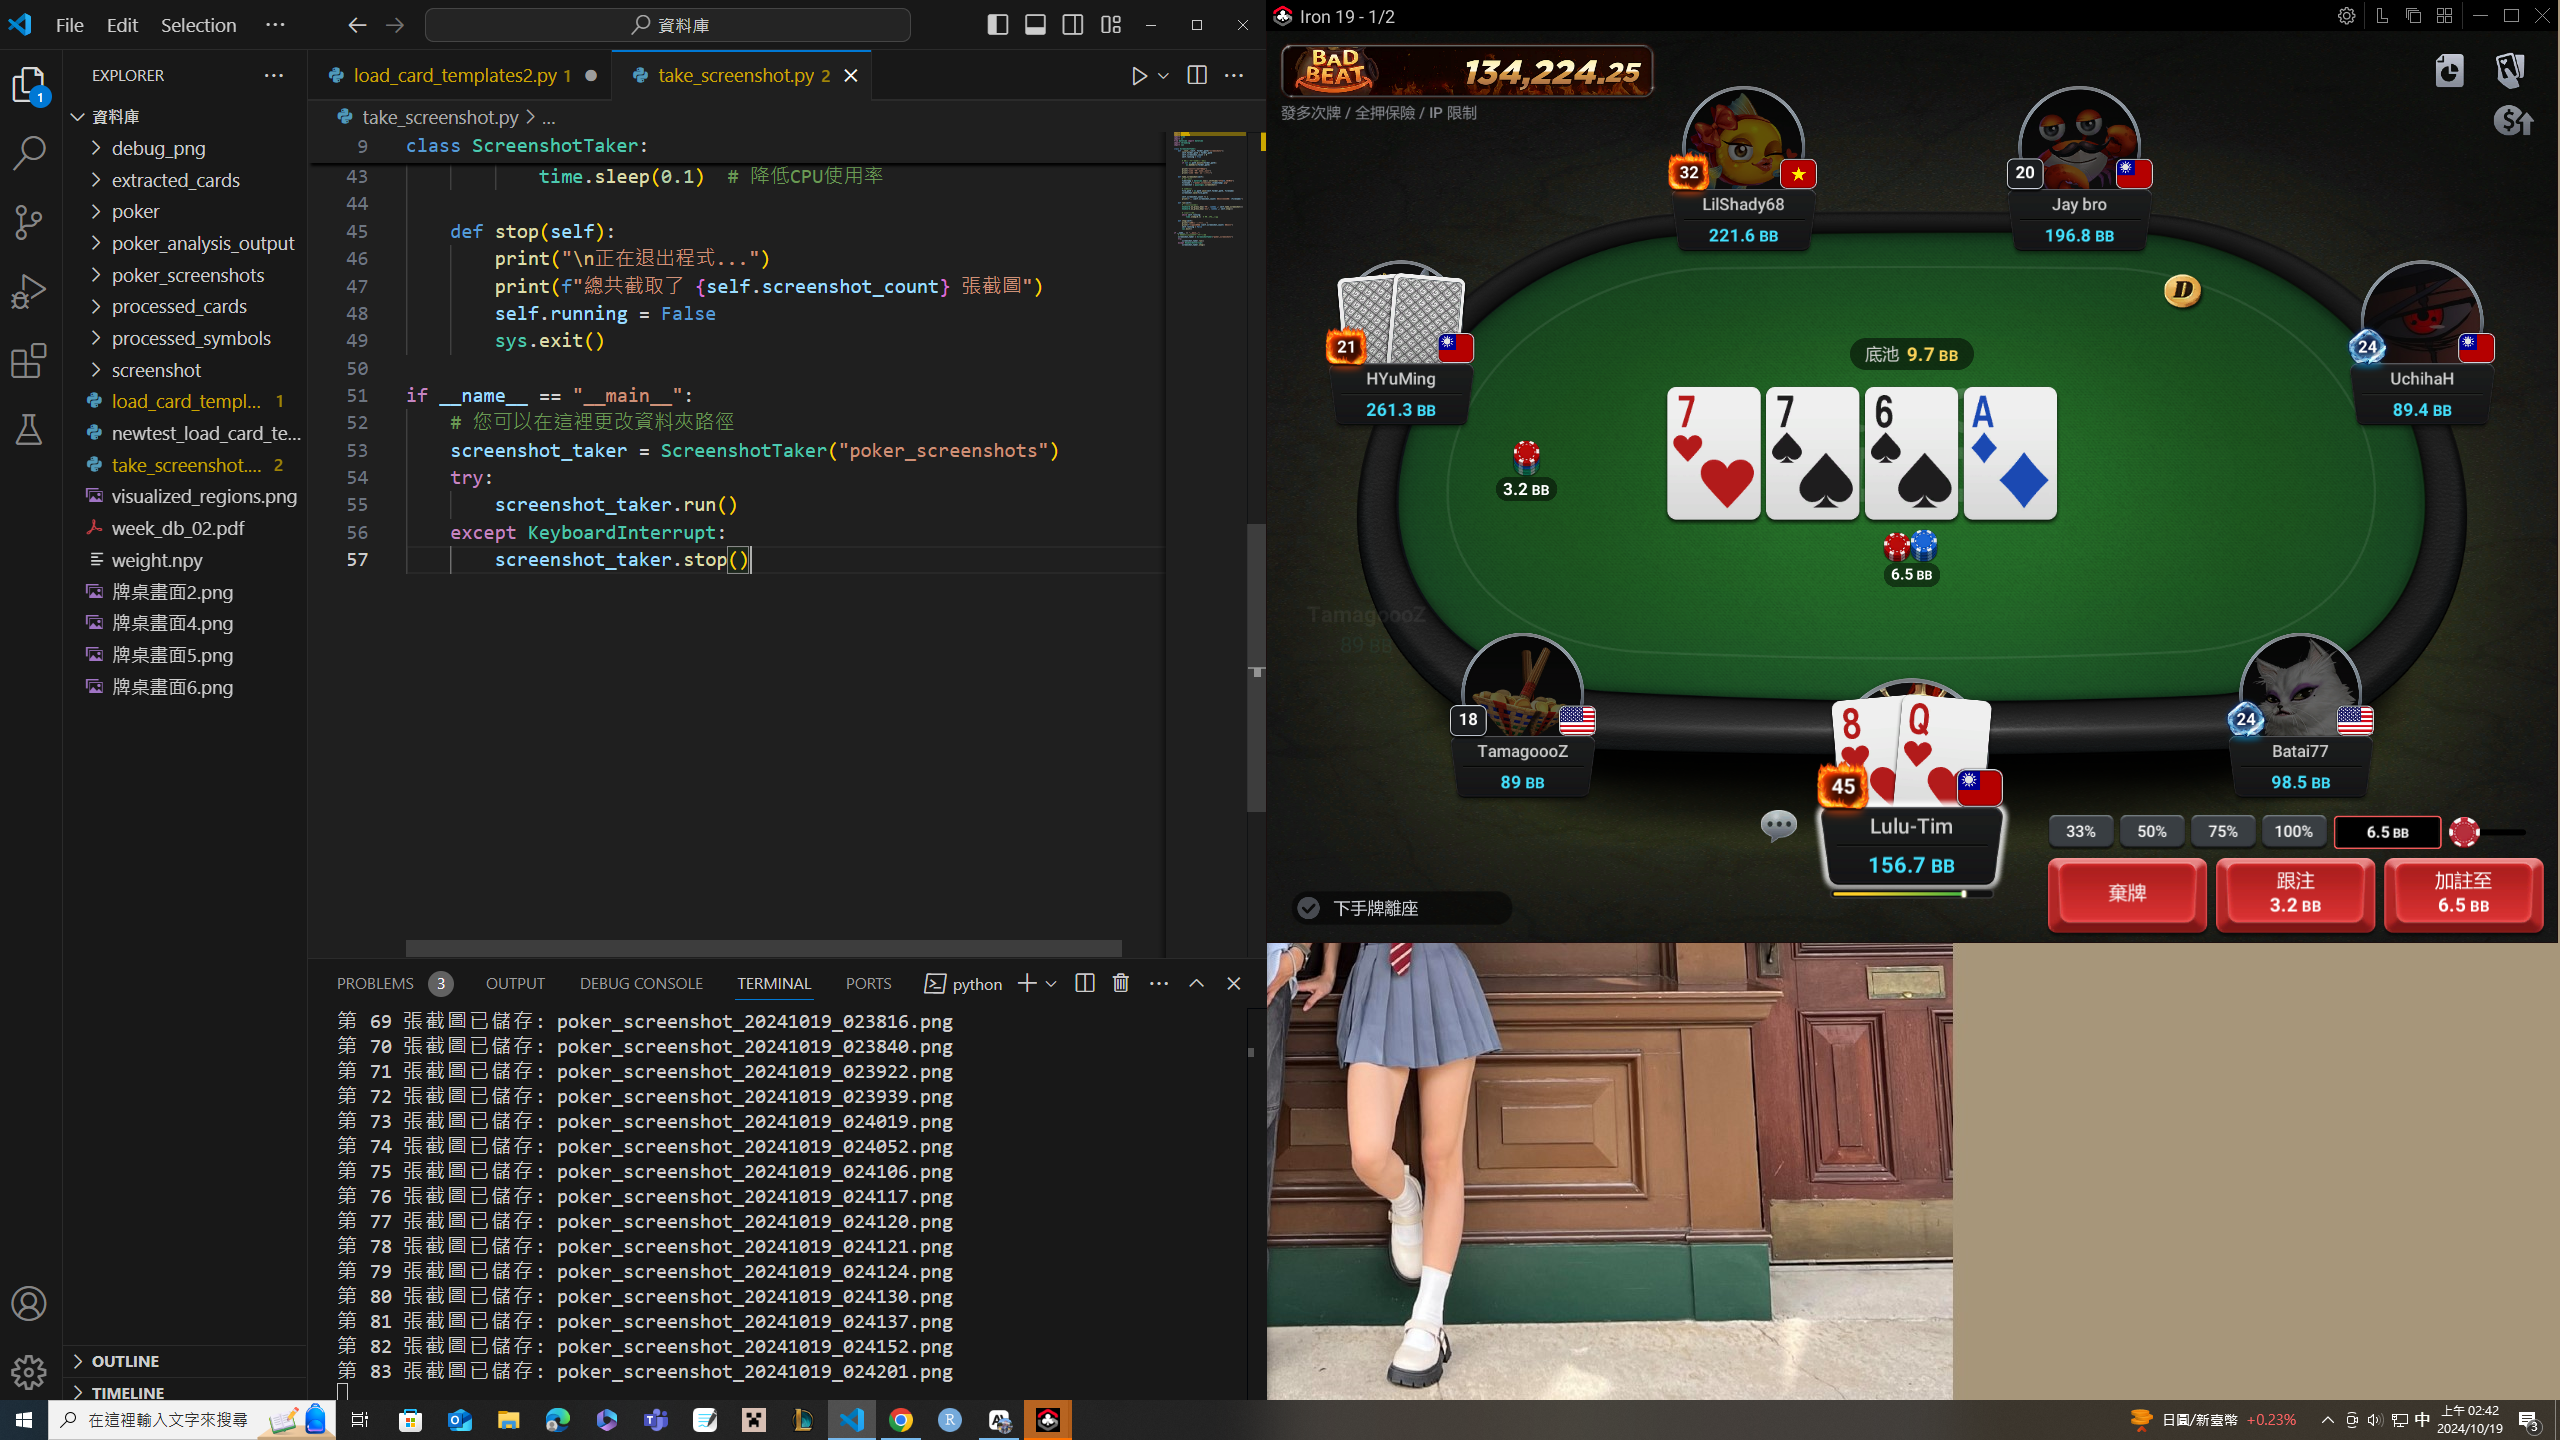 File Edit Selection ...
資料庫
EXPLORER
資料庫
debug_png
extracted_cards
poker
poker_analysis_output
poker_screenshots
processed_cards
processed_symbols
screenshot
load_card_templ... 1
newtest_load_card_te...
take_screenshot.... 2
visualized_regions.png
week_db_02.pdf
weight.npy
牌桌畫面2.png
牌桌畫面4.png
牌桌畫面5.png
牌桌畫面6.png
OUTLINE
TIMELINE
1
load_card_templates2.py 1
take_screenshot.py 2
take_screenshot.py > ...
9 class ScreenshotTaker:
43 time.sleep(0.1) # 降低CPU使用率
44
45 def stop(self):
46 print("\n正在退出程式...")
47 print(f"總共截取了 {self.screenshot_count} 張截圖")
48 self.running = False
49 sys.exit()
50
51 if __name__ == "__main__":
52 # 您可以在這裡更改資料夾路徑
53 screenshot_taker = ScreenshotTaker("poker_screenshots")
54 try:
55 screenshot_taker.run()
56 except KeyboardInterrupt:
57 screenshot_taker.stop()
PROBLEMS 3 OUTPUT DEBUG CONSOLE TERMINAL PORTS python
第 69 張截圖已儲存: poker_screenshot_20241019_023816.png
第 70 張截圖已儲存: poker_screenshot_20241019_023840.png
第 71 張截圖已儲存: poker_screenshot_20241019_023922.png
第 72 張截圖已儲存: poker_screenshot_20241019_023939.png
第 73 張截圖已儲存: poker_screenshot_20241019_024019.png
第 74 張截圖已儲存: poker_screenshot_20241019_024052.png
第 75 張截圖已儲存: poker_screenshot_20241019_024106.png
第 76 張截圖已儲存: poker_screenshot_20241019_024117.png
第 77 張截圖已儲存: poker_screenshot_20241019_024120.png
第 78 張截圖已儲存: poker_screenshot_20241019_024121.png
第 79 張截圖已儲存: poker_screenshot_20241019_024124.png
第 80 張截圖已儲存: poker_screenshot_20241019_024130.png
第 81 張截圖已儲存: poker_screenshot_20241019_024137.png
第 82 張截圖已儲存: poker_screenshot_20241019_024152.png
第 83 張截圖已儲存: poker_screenshot_20241019_024201.png
Iron 19 - 1/2
BAD BEAT 134,224.25
發多次牌 / 全押保險 / IP 限制
32
LilShady68
221.6 BB
20
Jay bro
196.8 BB
21
HYuMing
261.3 BB
24
UchihaH
89.4 BB
D
底池 9.7 BB
7 7 6 A
3.2 BB
6.5 BB
TamagoooZ
89 BB
18
TamagoooZ
89 BB
8 Q
45
Lulu-Tim
156.7 BB
24
Batai77
98.5 BB
33% 50% 75% 100% 6.5 BB
棄牌
跟注
3.2 BB
加註至
6.5 BB
下手牌離座
在這裡輸入文字來搜尋
日圓/新臺幣 +0.23%
中
上午 02:42
2024/10/19
3